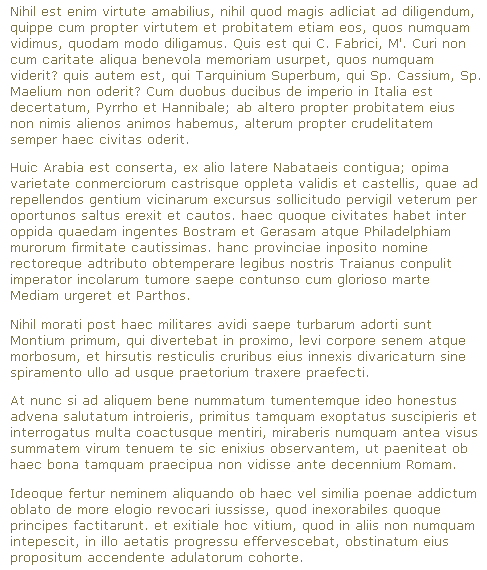 Nihil est enim virtute amabilius, nihil quod magis adliciat ad diligendum,
quippe cum propter virtutem et probitatem etiam eos, quos numquam
vidimus, quodam modo diligamus. Quis est qui C. Fabrici, M'. Curi non
cum caritate aliqua benevola memoriam usurpet, quos numquam
viderit? quis autem est, qui Tarquinium Superbum, qui Sp. Cassium, Sp.
Maelium non oderit? Cum duobus ducibus de imperio in Italia est
decertatum, Pyrrho et Hannibale; ab altero propter probitatem eius
non nimis alienos animos habemus, alterum propter crudelitatem
semper haec civitas oderit.
Huic Arabia est conserta, ex alio latere Nabataeis contigua; opima
varietate conmerciorum castrisque oppleta validis et castellis, quae ad
repellendos gentium vicinarum excursus sollicitudo pervigil veterum per
oportunos saltus erexit et cautos. haec quoque civitates habet inter
oppida quaedam ingentes Bostram et Gerasam atque Philadelphiam
murorum firmitate cautissimas. hanc provinciae inposito nomine
rectoreque adtributo obtemperare legibus nostris Traianus conpulit
imperator incolarum tumore saepe contunso cum glorioso marte
Mediam urgeret et Parthos.
Nihil morati post haec militares avidi saepe turbarum adorti sunt
Montium primum, qui divertebat in proximo, levi corpore senem atque
morbosum, et hirsutis resticulis cruribus eius innexis divaricaturn sine
spiramento ullo ad usque praetorium traxere praefecti.
At nunc si ad aliquem bene nummatum tumentemque ideo honestus
advena salutatum introieris, primitus tamquam exoptatus suscipieris et
interrogatus multa coactusque mentiri, miraberis numquam antea visus
summatem virum tenuem te sic enixius observantem, ut paeniteat ob
haec bona tamquam praecipua non vidisse ante decennium Romam.
Ideoque fertur neminem aliquando ob haec vel similia poenae addictum
oblato de more elogio revocari iussisse, quod inexorabiles quoque
principes factitarunt. et exitiale hoc vitium, quod in aliis non numquam
intepescit, in illo aetatis progressu effervescebat, obstinatum eius
propositum accendente adulatorum cohorte.